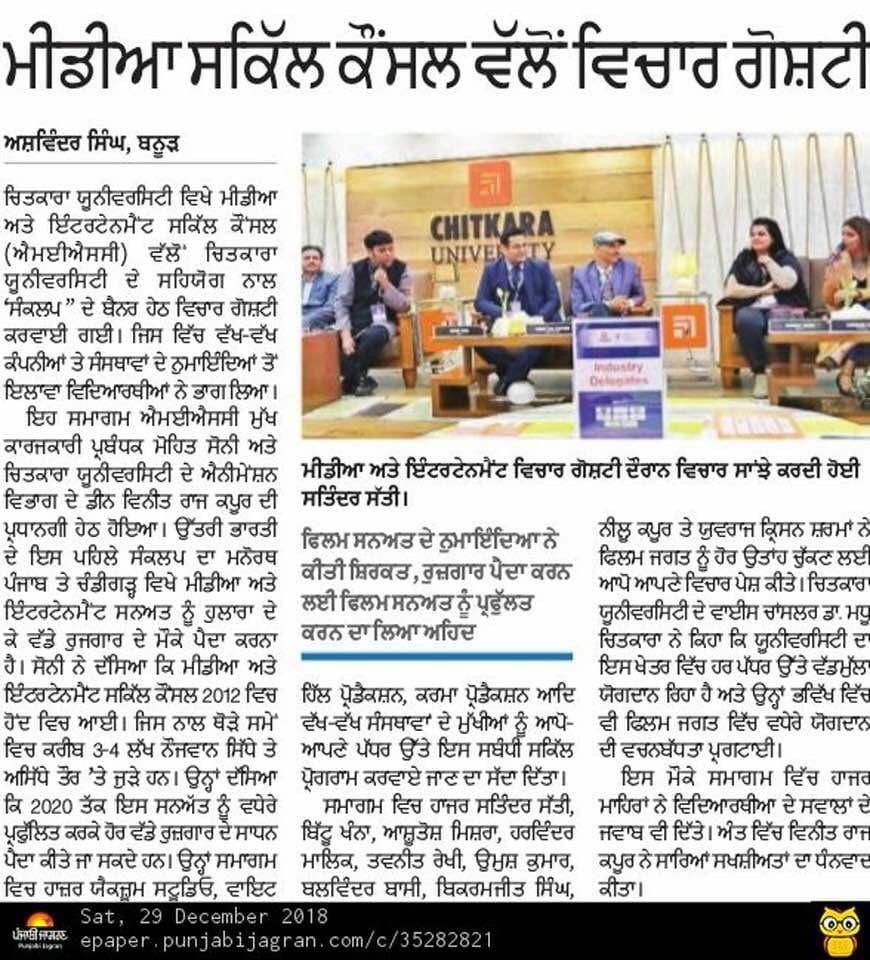 ਮੀਡੀਆ ਸਕਿੱਲ ਕੌਂਸਲ ਵੱਲੋਂ ਵਿਚਾਰ ਗੋਸ਼ਟੀ
ਅਸ਼ਵਿੰਦਰ ਸਿੰਘ, ਬਨੂੜ
ਚਿਤਕਾਰਾ ਯੂਨੀਵਰਸਿਟੀ ਵਿਖੇ ਮੀਡੀਆ
ਅਤੇ ਇੰਟਰਟੇਨਮੈਂਟ ਸਕਿੱਲ ਕੌਂਸਲ
(ਐਮਈਐਸਸੀ) ਵੱਲੋਂ ਚਿਤਕਾਰਾ
ਯੂਨੀਵਰਸਿਟੀ ਦੇ ਸਹਿਯੋਗ ਨਾਲ
‘ਸੰਕਲਪ” ਦੇ ਬੈਨਰ ਹੇਠ ਵਿਚਾਰ ਗੋਸ਼ਟੀ
ਕਰਵਾਈ ਗਈ। ਜਿਸ ਵਿੱਚ ਵੱਖ-ਵੱਖ
ਕੰਪਨੀਆਂ ਤੇ ਸੰਸਥਾਵਾਂ ਦੇ ਨੁਮਾਇੰਦਿਆਂ ਤੋਂ
ਇਲਾਵਾ ਵਿਦਿਆਰਥੀਆਂ ਨੇ ਭਾਗ ਲਿਆ।
ਇਹ ਸਮਾਗਮ ਐਮਈਐਸਸੀ ਮੁੱਖ
ਕਾਰਜਕਾਰੀ ਪ੍ਰਬੰਧਕ ਮੋਹਿਤ ਸੋਨੀ ਅਤੇ
ਚਿਤਕਾਰਾ ਯੂਨੀਵਰਸਿਟੀ ਦੇ ਐਨੀਮੇਸ਼ਨ
ਵਿਭਾਗ ਦੇ ਡੀਨ ਵਿਨੀਤ ਰਾਜ ਕਪੂਰ ਦੀ
ਪ੍ਰਧਾਨਗੀ ਹੇਠ ਹੋਇਆ। ਉੱਤਰੀ ਭਾਰਤੀ
ਦੇ ਇਸ ਪਹਿਲੇ ਸੰਕਲਪ ਦਾ ਮਨੋਰਥ
ਪੰਜਾਬ ਤੇ ਚੰਡੀਗੜ੍ਹ ਵਿਖੇ ਮੀਡੀਆ ਅਤੇ
ਇੰਟਰਟੇਨਮੈਂਟ ਸਨਅਤ ਨੂੰ ਹੁਲਾਰਾ ਦੇ
ਕੇ ਵੱਡੇ ਰੁਜਗਾਰ ਦੇ ਮੌਕੇ ਪੈਦਾ ਕਰਨਾ
ਹੈ। ਸੋਨੀ ਨੇ ਦੱਸਿਆ ਕਿ ਮੀਡੀਆ ਅਤੇ
ਇੰਟਰਟੇਨਮੈਂਟ ਸਕਿੱਲ ਕੌਂਸਲ 2012 ਵਿਚ
ਹੋਂਦ ਵਿਚ ਆਈ। ਜਿਸ ਨਾਲ ਥੋੜੇ ਸਮੇਂ
ਵਿਚ ਕਰੀਬ 3-4 ਲੱਖ ਨੌਜਵਾਨ ਸਿੱਧੇ ਤੇ
ਅਸਿੱਧੇ ਤੌਰ ’ਤੇ ਜੁੜੇ ਹਨ। ਉਨ੍ਹਾਂ ਦੱਸਿਆ
ਕਿ 2020 ਤੱਕ ਇਸ ਸਨਅੱਤ ਨੂੰ ਵਧੇਰੇ
ਪ੍ਰਫੁੱਲਿਤ ਕਰਕੇ ਹੋਰ ਵੱਡੇ ਰੁਜ਼ਗਾਰ ਦੇ ਸਾਧਨ
ਪੈਦਾ ਕੀਤੇ ਜਾ ਸਕਦੇ ਹਨ। ਉਨ੍ਹਾਂ ਸਮਾਗਮ
ਵਿਚ ਹਾਜ਼ਰ ਯੈਕਜ਼ੂਮ ਸਟੂਡਿਓ, ਵਾਇਟ
CHITKARA
UNIVERSITY
Industry
Delegates
ਮੀਡੀਆ ਅਤੇ ਇੰਟਰਟੇਨਮੈਂਟ ਵਿਚਾਰ ਗੋਸ਼ਟੀ ਦੌਰਾਨ ਵਿਚਾਰ ਸਾਂਝੇ ਕਰਦੀ ਹੋਈ
ਸਤਿੰਦਰ ਸੱਤੀ।
ਫਿਲਮ ਸਨਅਤ ਦੇ ਨੁਮਾਇੰਦਿਆ ਨੇ
ਕੀਤੀ ਸ਼ਿਰਕਤ, ਰੁਜ਼ਗਾਰ ਪੈਦਾ ਕਰਨ
ਲਈ ਫਿਲਮ ਸਨਅਤ ਨੂੰ ਪ੍ਰਫੁੱਲਤ
ਕਰਨ ਦਾ ਲਿਆ ਅਹਿਦ
ਹਿੱਲ ਪ੍ਰੋਡੈਕਸ਼ਨ, ਕਰਮਾ ਪ੍ਰੋਡੈਕਸ਼ਨ ਆਦਿ
ਵੱਖ-ਵੱਖ ਸੰਸਥਾਵਾਂ ਦੇ ਮੁੱਖੀਆਂ ਨੂੰ ਆਪੋ-
ਆਪਣੇ ਪੱਧਰ ਉੱਤੇ ਇਸ ਸਬੰਧੀ ਸਕਿੱਲ
ਪ੍ਰੋਗਰਾਮ ਕਰਵਾਏ ਜਾਣ ਦਾ ਸੱਦਾ ਦਿੱਤਾ।
ਸਮਾਗਮ ਵਿਚ ਹਾਜਰ ਸਤਿੰਦਰ ਸੱਤੀ,
ਬਿੱਟੂ ਖੰਨਾ, ਆਸ਼ੂਤੋਸ਼ ਮਿਸ਼ਰਾ, ਹਰਵਿੰਦਰ
ਮਾਲਿਕ, ਤਵਨੀਤ ਰੇਖੀ, ਉਮੁਸ਼ ਕੁਮਾਰ,
ਬਲਵਿੰਦਰ ਬਾਸੀ, ਬਿਕਰਮਜੀਤ ਸਿੰਘ,
ਨੀਲੂ ਕਪੂਰ ਤੇ ਯੁਵਰਾਜ ਕ੍ਰਿਸਨ ਸ਼ਰਮਾਂ ਨੇ
ਫਿਲਮ ਜਗਤ ਨੂੰ ਹੋਰ ਉਤਾਂਹ ਚੁੱਕਣ ਲਈ
ਆਪੋ ਆਪਣੇ ਵਿਚਾਰ ਪੇਸ਼ ਕੀਤੇ। ਚਿਤਕਾਰਾ
ਯੂਨੀਵਰਸਿਟੀ ਦੇ ਵਾਈਸ ਚਾਂਸਲਰ ਡਾ. ਮਧੂ
ਚਿਤਕਾਰਾ ਨੇ ਕਿਹਾ ਕਿ ਯੂਨੀਵਰਸਿਟੀ ਦਾ
ਇਸ ਖੇਤਰ ਵਿੱਚ ਹਰ ਪੱਧਰ ਉੱਤੇ ਵੱਡਮੁੱਲਾ
ਯੋਗਦਾਨ ਰਿਹਾ ਹੈ ਅਤੇ ਉਨ੍ਹਾਂ ਭਵਿੱਖ ਵਿੱਚ
ਵੀ ਫਿਲਮ ਜਗਤ ਵਿੱਚ ਵਧੇਰੇ ਯੋਗਦਾਨ
ਦੀ ਵਚਨਬੱਧਤਾ ਪ੍ਰਗਟਾਈ।
ਇਸ ਮੌਕੇ ਸਮਾਗਮ ਵਿੱਚ ਹਾਜਰ
ਮਾਹਿਰਾਂ ਨੇ ਵਿਦਿਆਰਥੀਆ ਦੇ ਸਵਾਲਾਂ ਦੇ
ਜਵਾਬ ਵੀ ਦਿੱਤੇ। ਅੰਤ ਵਿੱਚ ਵਿਨੀਤ ਰਾਜ
ਕਪੂਰ ਨੇ ਸਾਰਿਆਂ ਸਖਸ਼ੀਅਤਾਂ ਦਾ ਧੰਨਵਾਦ
ਕੀਤਾ।
ਪੰਜਾਬੀ ਜਾਗਰਣ
Punjabi Jagran
Sat, 29 December 2018
epaper.punjabijagran.com/c/35282821